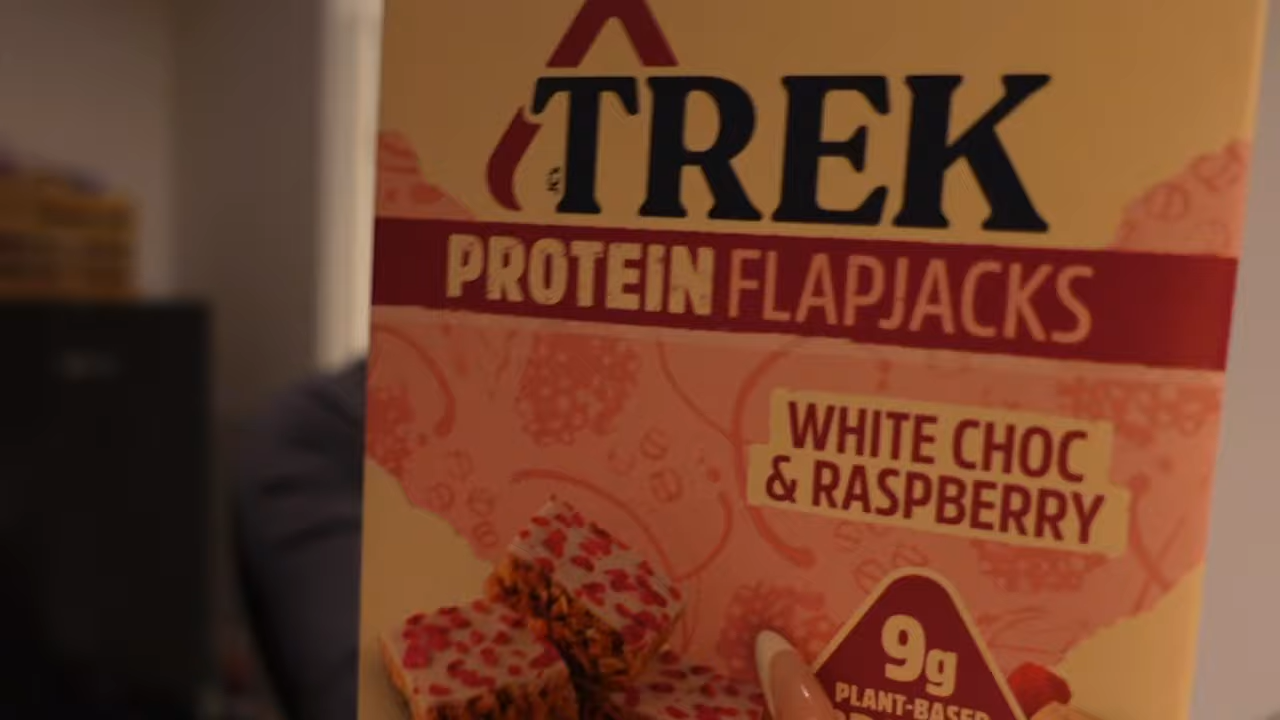 TREK
PROTEIN FLAPJACKS
WHITE CHOC
& RASPBERRY
9g
PLANT-BASED